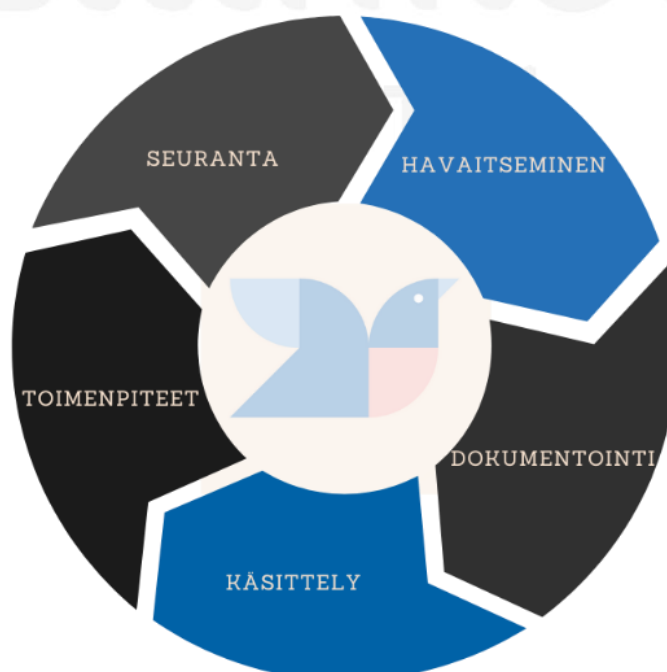 SEURANTA
HAVAITSEMINEN
TOIMENPITEET
DOKUMENTOINTI
KÄSITTELY